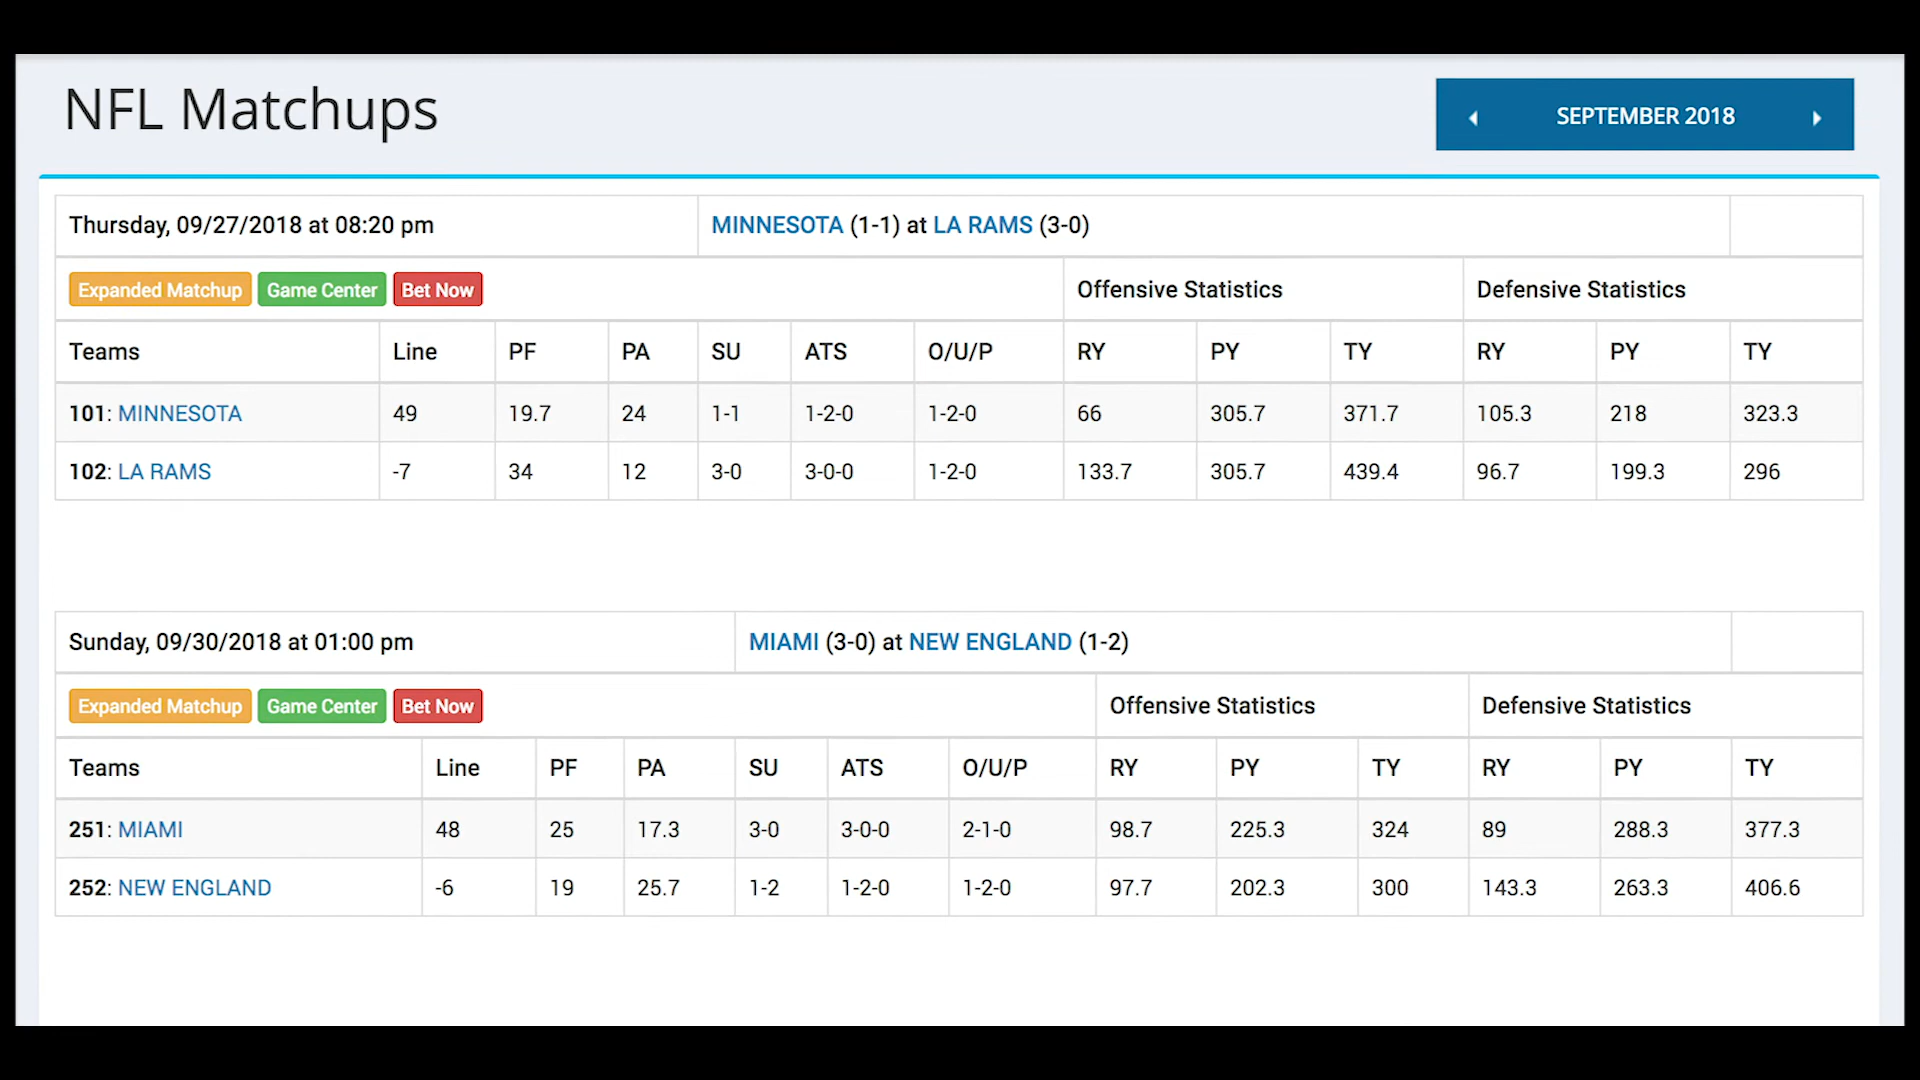 NFL Matchups
SEPTEMBER 2018
Thursday, 09/27/2018 at 08:20 pm MINNESOTA (1-1) at LA RAMS (3-0)
Expanded Matchup Game Center Bet Now Offensive Statistics Defensive Statistics
Teams Line PF PA SU ATS O/U/P RY PY TY RY PY TY
101: MINNESOTA 49 19.7 24 1-1 1-2-0 1-2-0 66 305.7 371.7 105.3 218 323.3
102: LA RAMS -7 34 12 3-0 3-0-0 1-2-0 133.7 305.7 439.4 96.7 199.3 296
Sunday, 09/30/2018 at 01:00 pm MIAMI (3-0) at NEW ENGLAND (1-2)
Expanded Matchup Game Center Bet Now Offensive Statistics Defensive Statistics
Teams Line PF PA SU ATS O/U/P RY PY TY RY PY TY
251: MIAMI 48 25 17.3 3-0 3-0-0 2-1-0 98.7 225.3 324 89 288.3 377.3
252: NEW ENGLAND -6 19 25.7 1-2 1-2-0 1-2-0 97.7 202.3 300 143.3 263.3 406.6